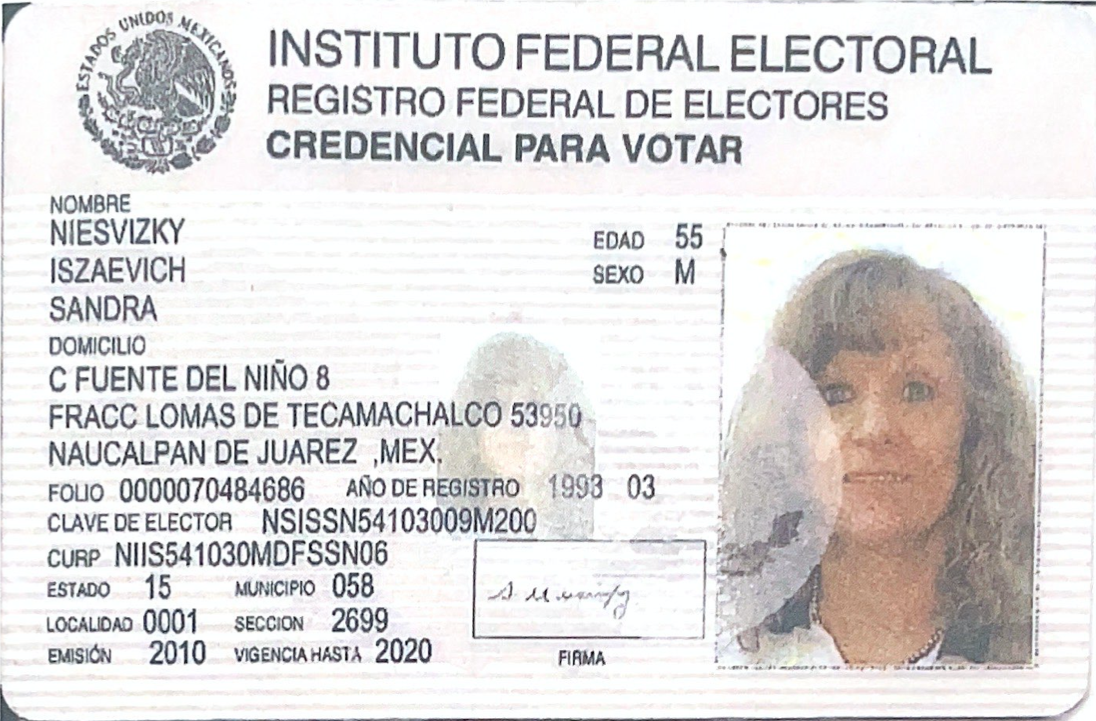 ESTADOS UNIDOS MEXICANOS
INSTITUTO FEDERAL ELECTORAL
REGISTRO FEDERAL DE ELECTORES
CREDENCIAL PARA VOTAR
NOMBRE
NIESVIZKY
ISZAEVICH
SANDRA
EDAD 55
SEXO M
DOMICILIO
C FUENTE DEL NIÑO 8
FRACC LOMAS DE TECAMACHALCO 53950
NAUCALPAN DE JUAREZ ,MEX.
FOLIO 0000070484686 AÑO DE REGISTRO 1993 03
CLAVE DE ELECTOR NSISSN54103009M200
CURP NIIS541030MDFSSN06
ESTADO 15 MUNICIPIO 058
LOCALIDAD 0001 SECCION 2699
EMISIÓN 2010 VIGENCIA HASTA 2020
FIRMA